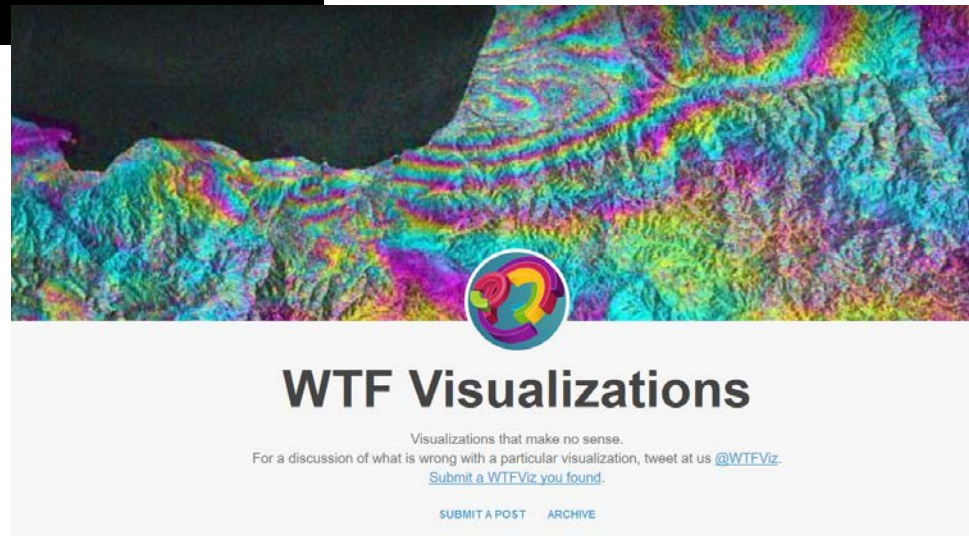 WTF Visualizations
Visualizations that make no sense.
For a discussion of what is wrong with a particular visualization, tweet at us @WTFViz.
Submit a WTFViz you found.
SUBMIT A POST ARCHIVE